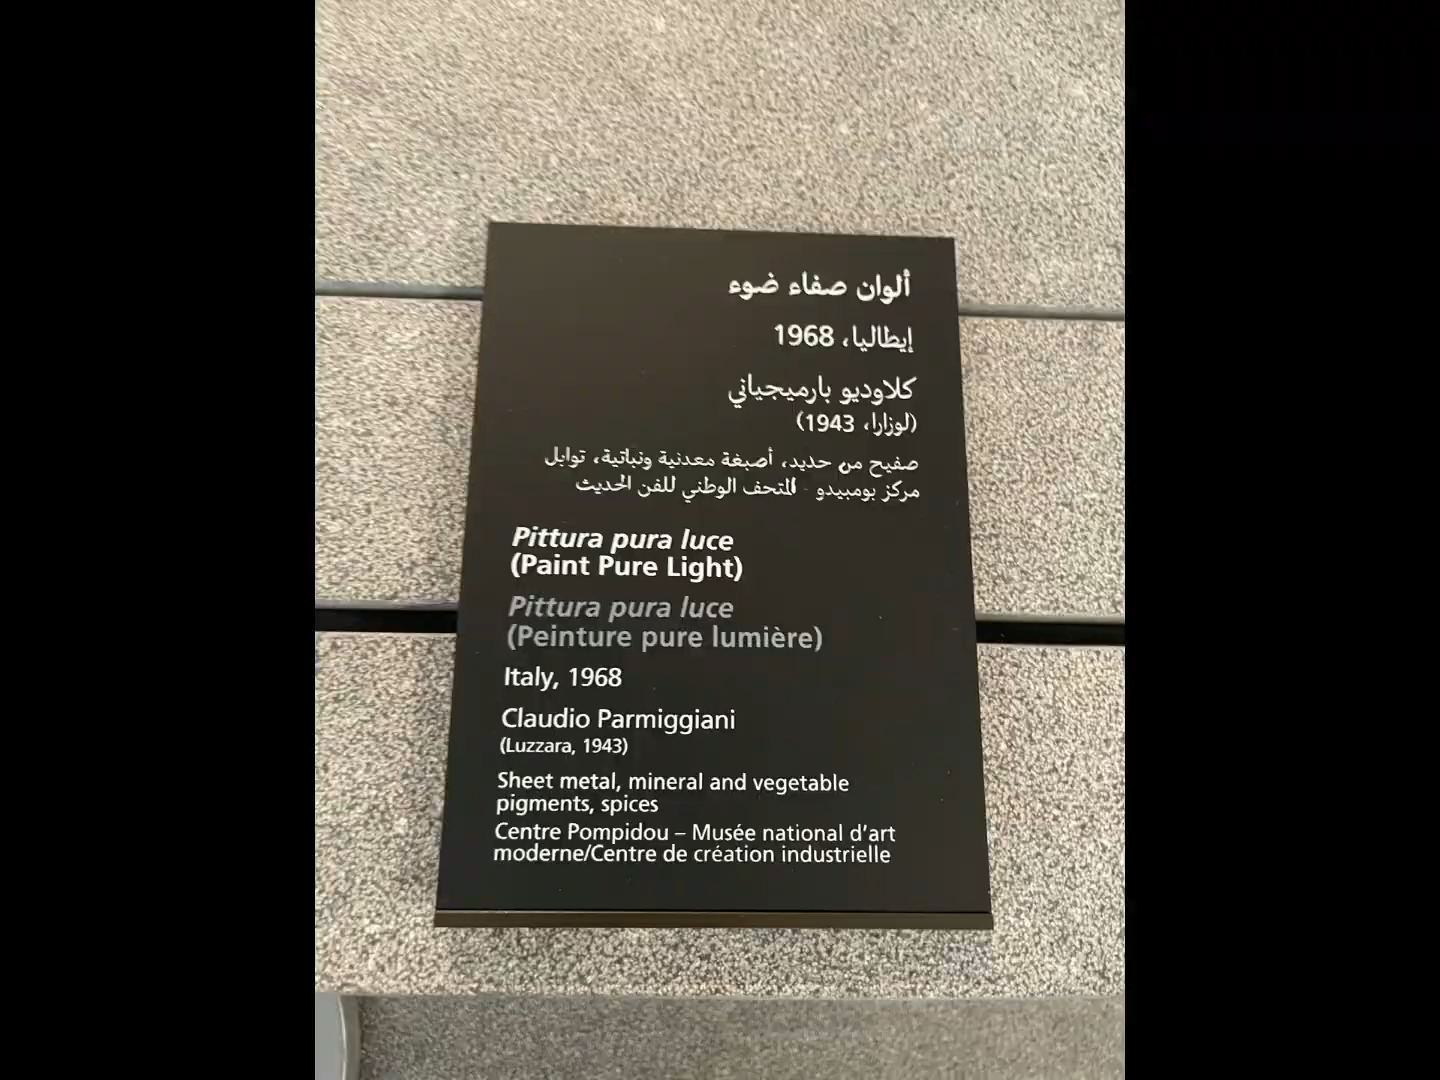 ألوان صفاء ضوء
إيطاليا، 1968
كلاوديو بارميجياني
(لوزارا، 1943)
صفيح من حديد، أصبغة معدنية ونباتية، توابل
مركز بومبيدو - المتحف الوطني للفن الحديث
Pittura pura luce
(Paint Pure Light)
Pittura pura luce
(Peinture pure lumière)
Italy, 1968
Claudio Parmiggiani
(Luzzara, 1943)
Sheet metal, mineral and vegetable
pigments, spices
Centre Pompidou – Musée national d'art
moderne/Centre de création industrielle